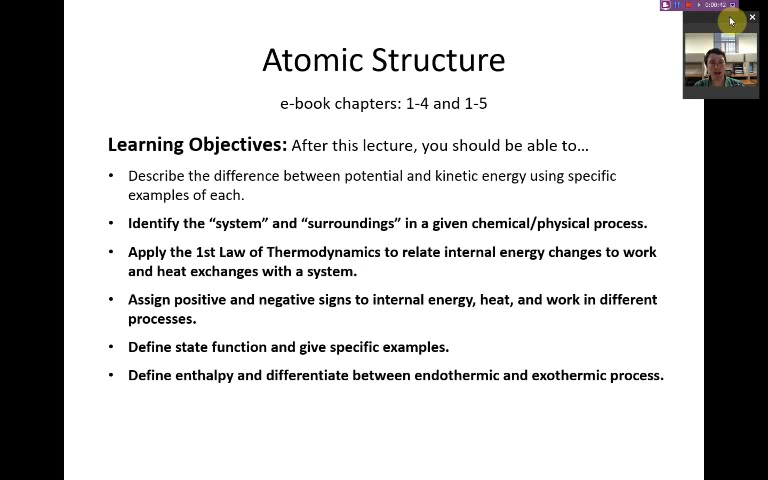 0:00:42
Atomic Structure
e-book chapters: 1-4 and 1-5
Learning Objectives: After this lecture, you should be able to...
• Describe the difference between potential and kinetic energy using specific
examples of each.
• Identify the “system” and “surroundings” in a given chemical/physical process.
• Apply the 1st Law of Thermodynamics to relate internal energy changes to work
and heat exchanges with a system.
• Assign positive and negative signs to internal energy, heat, and work in different
processes.
• Define state function and give specific examples.
• Define enthalpy and differentiate between endothermic and exothermic process.